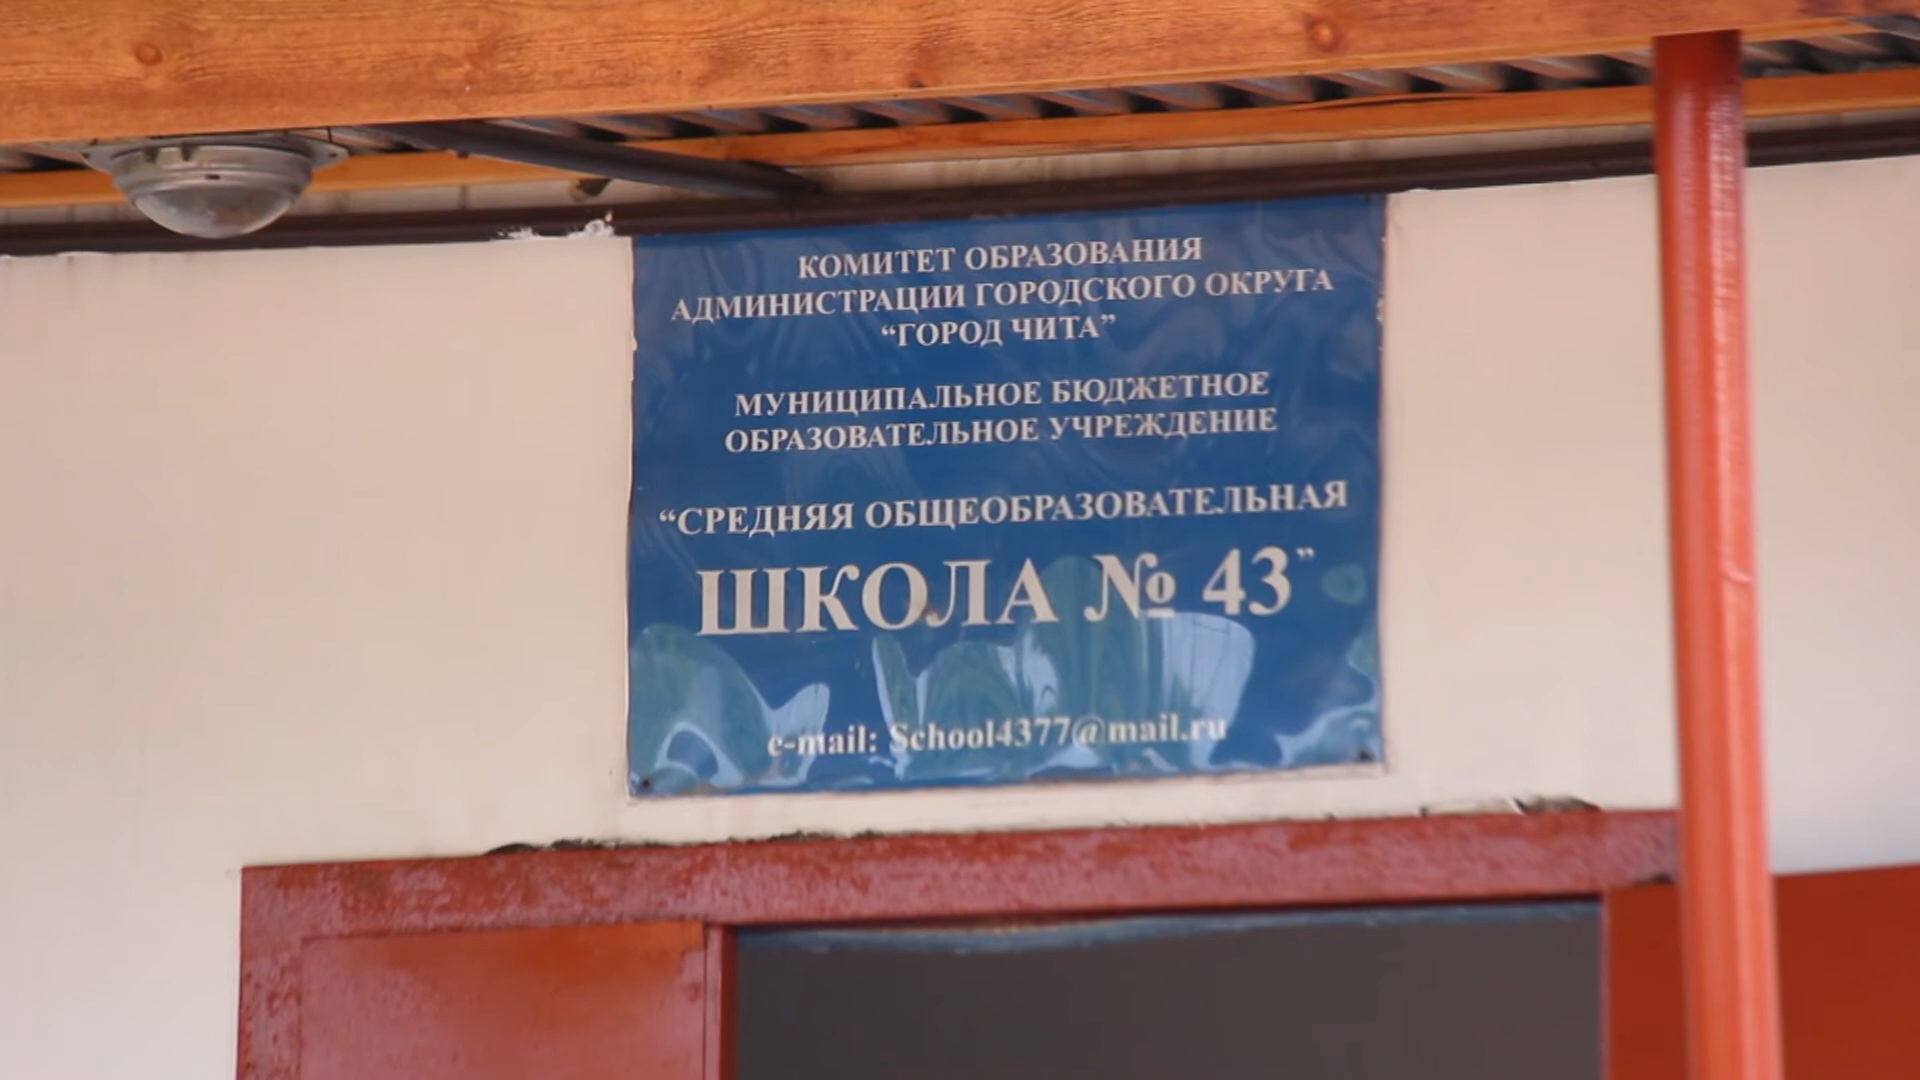 КОМИТЕТ ОБРАЗОВАНИЯ
АДМИНИСТРАЦИИ ГОРОДСКОГО ОКРУГА
“ГОРОД ЧИТА”
МУНИЦИПАЛЬНОЕ БЮДЖЕТНОЕ
ОБРАЗОВАТЕЛЬНОЕ УЧРЕЖДЕНИЕ
“СРЕДНЯЯ ОБЩЕОБРАЗОВАТЕЛЬНАЯ
ШКОЛА № 43”
e-mail: School4377@mail.ru